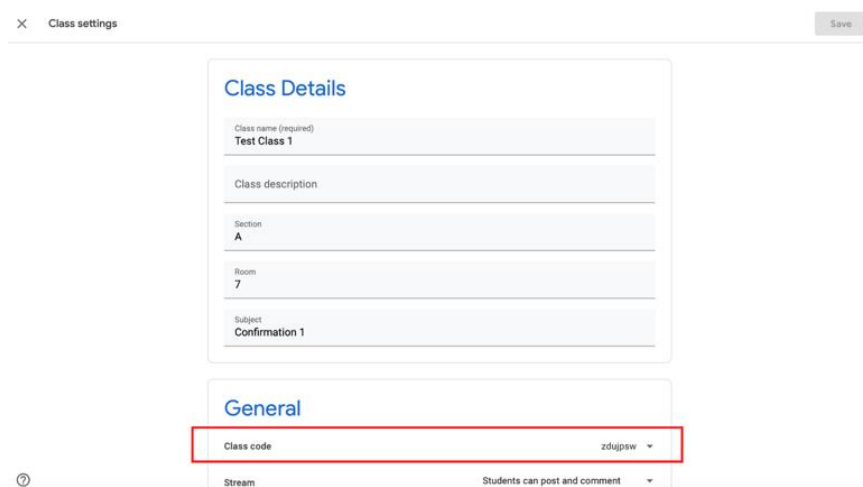 Class settings
Save
Class Details
Class name (required)
Test Class 1
Class description
Section
A
Room
7
Subject
Confirmation 1
General
Class code zdujpsw
Stream Students can post and comment